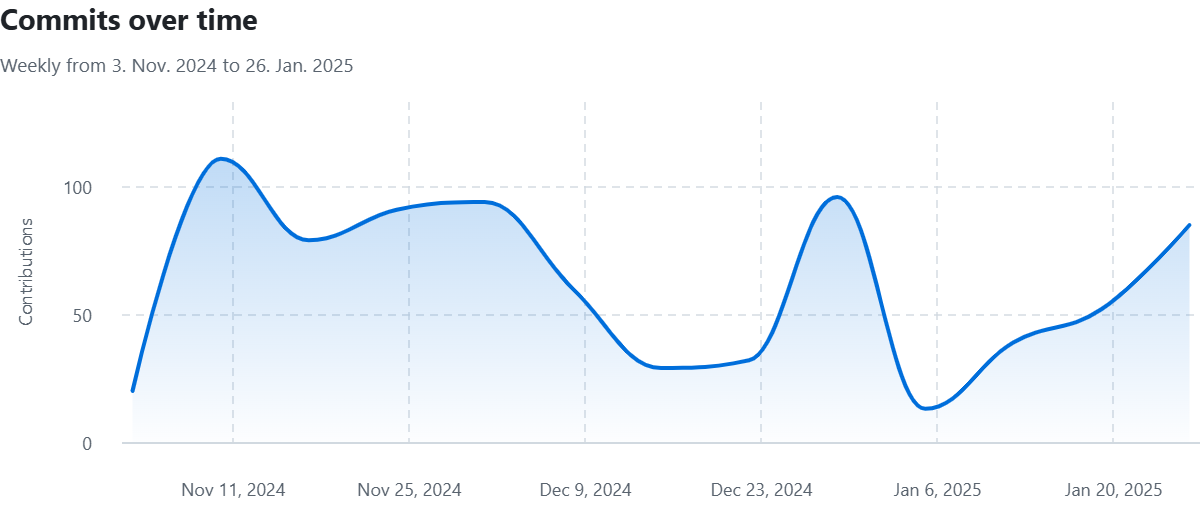 Commits over time
Weekly from 3. Nov. 2024 to 26. Jan. 2025
Contributions
100
50
0
Nov 11, 2024 Nov 25, 2024 Dec 9, 2024 Dec 23, 2024 Jan 6, 2025 Jan 20, 2025